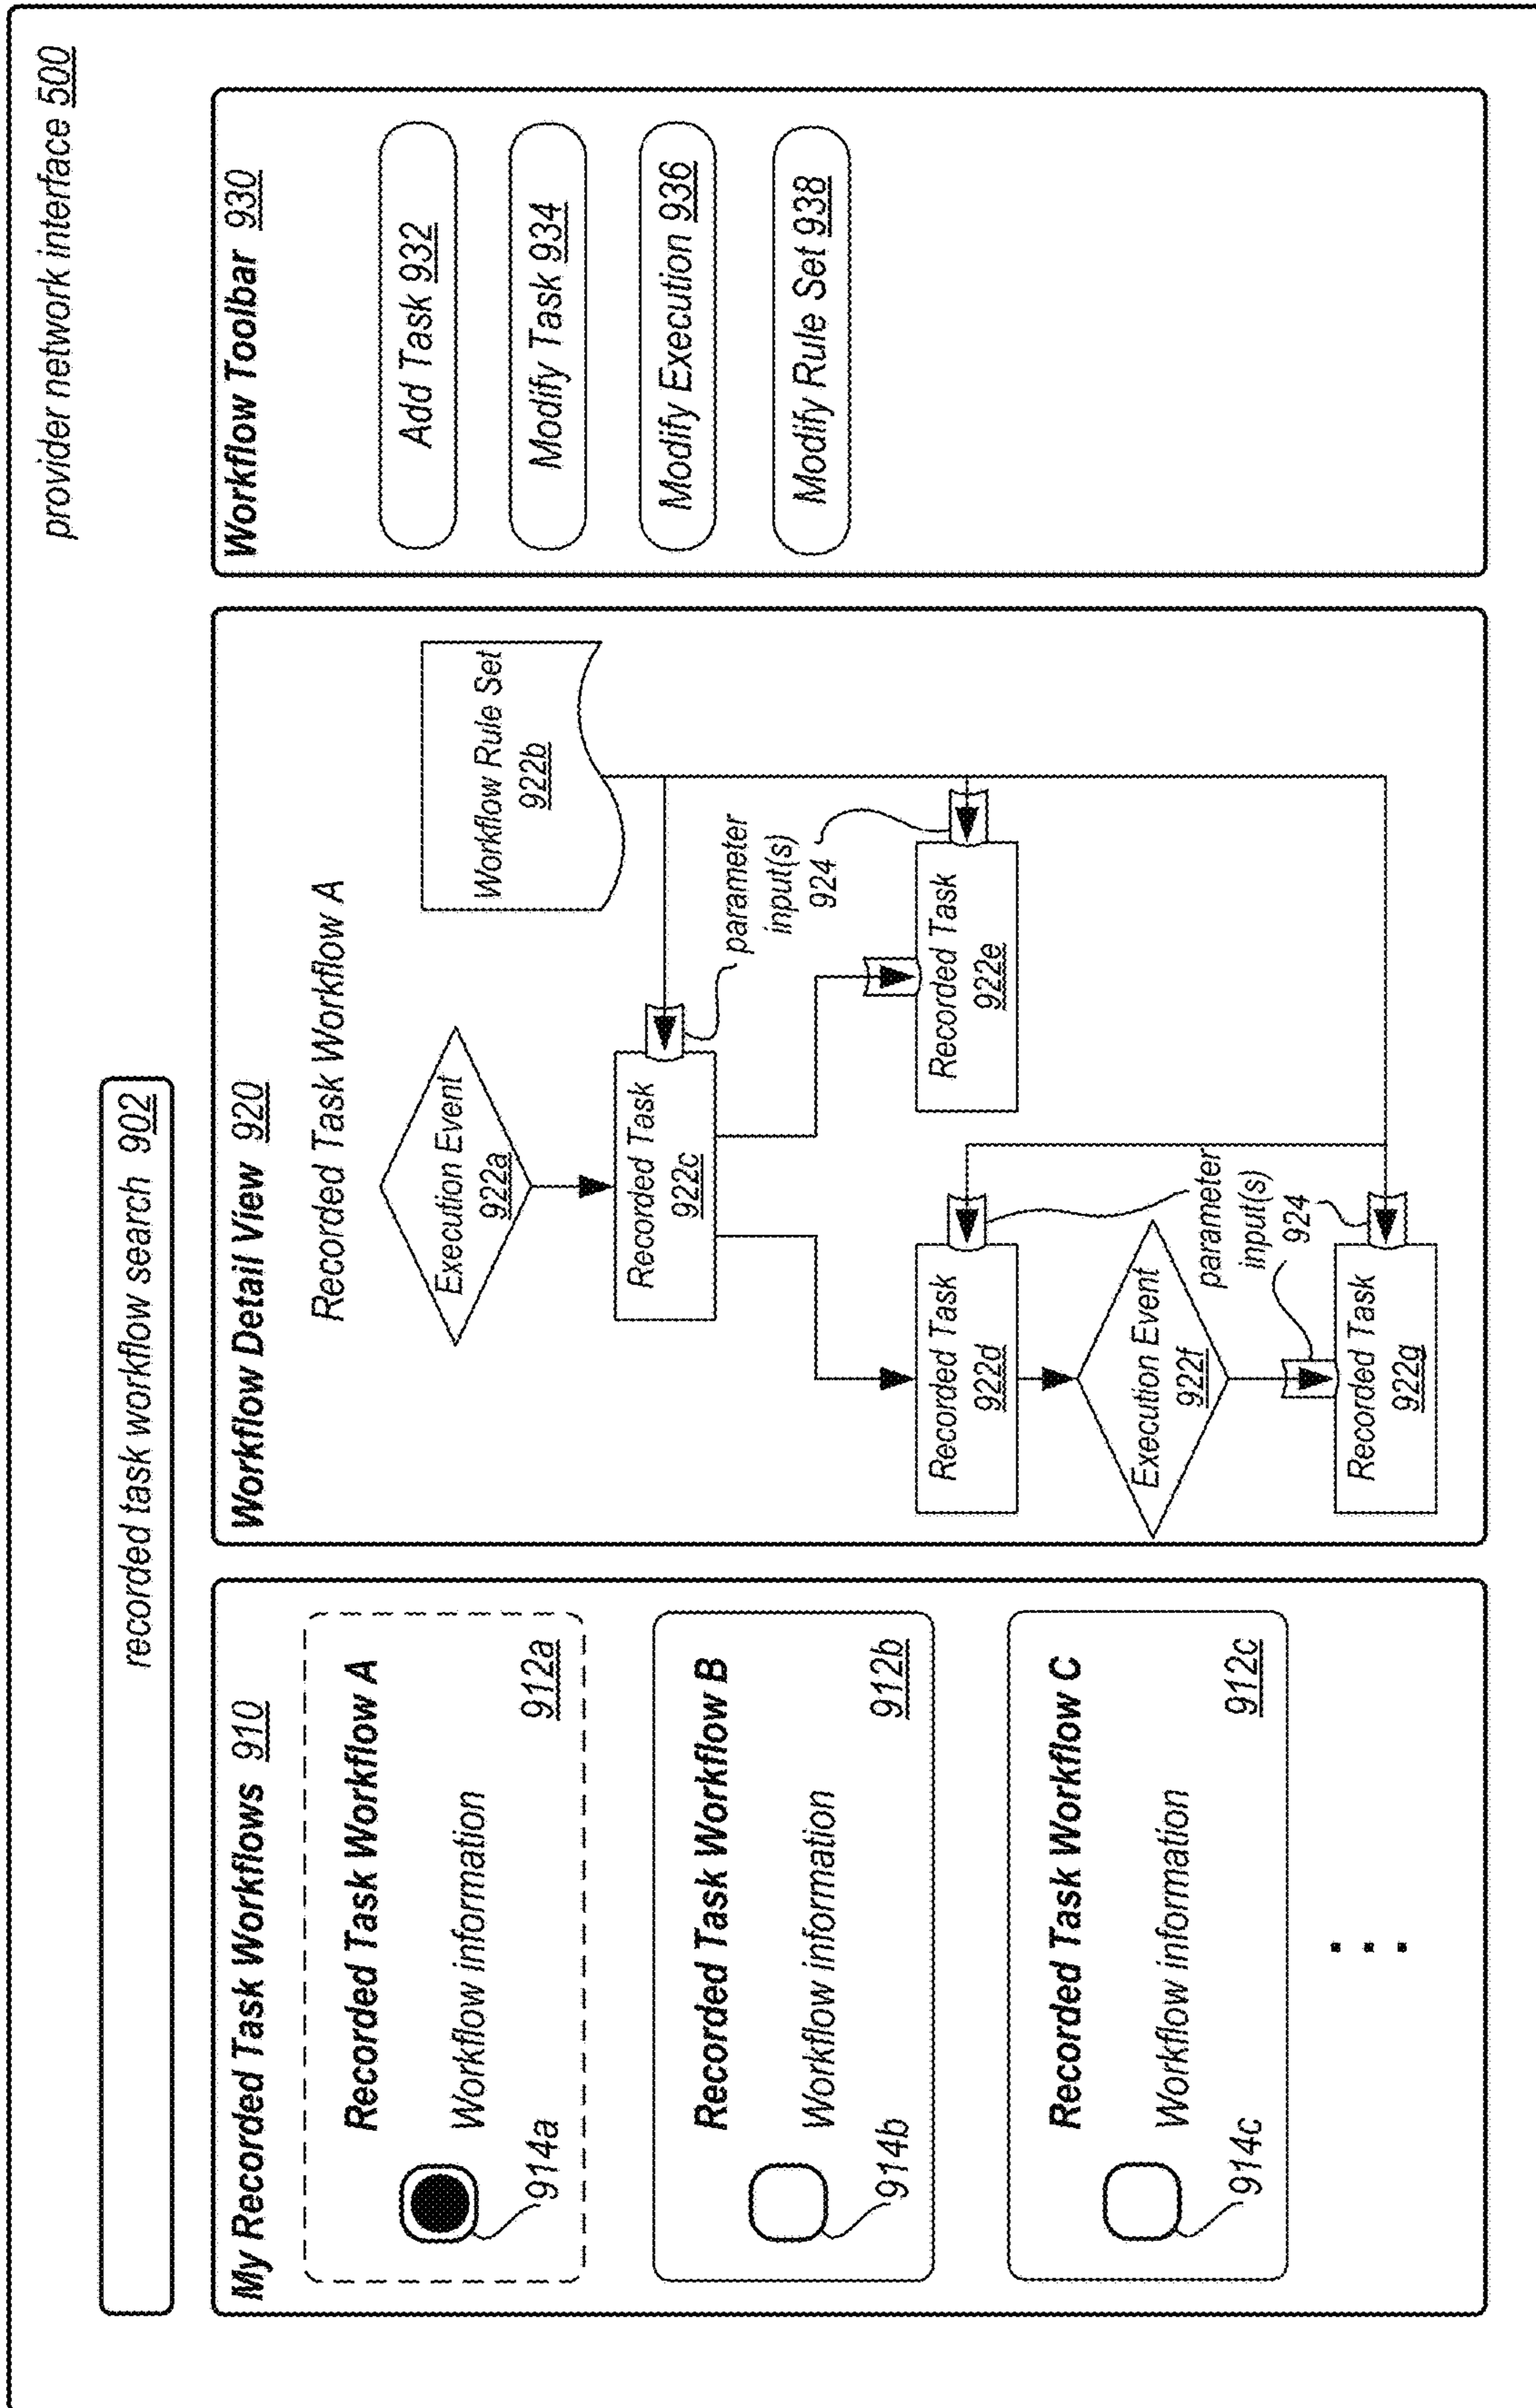 provider network interface 500
recorded task workflow search 902
My Recorded Task Workflows 910
Recorded Task Workflow A
Workflow information
914a
912a
Recorded Task Workflow B
Workflow information
914b
912b
Recorded Task Workflow C
Workflow information
914c
912c
Workflow Detail View 920
Recorded Task Workflow A
Execution Event
922a
Workflow Rule Set
922b
Recorded Task
922c
parameter
input(s)
924
Recorded Task
922d
Recorded Task
922e
Execution Event
922f
parameter
input(s)
924
Recorded Task
922g
Workflow Toolbar 930
Add Task 932
Modify Task 934
Modify Execution 936
Modify Rule Set 938